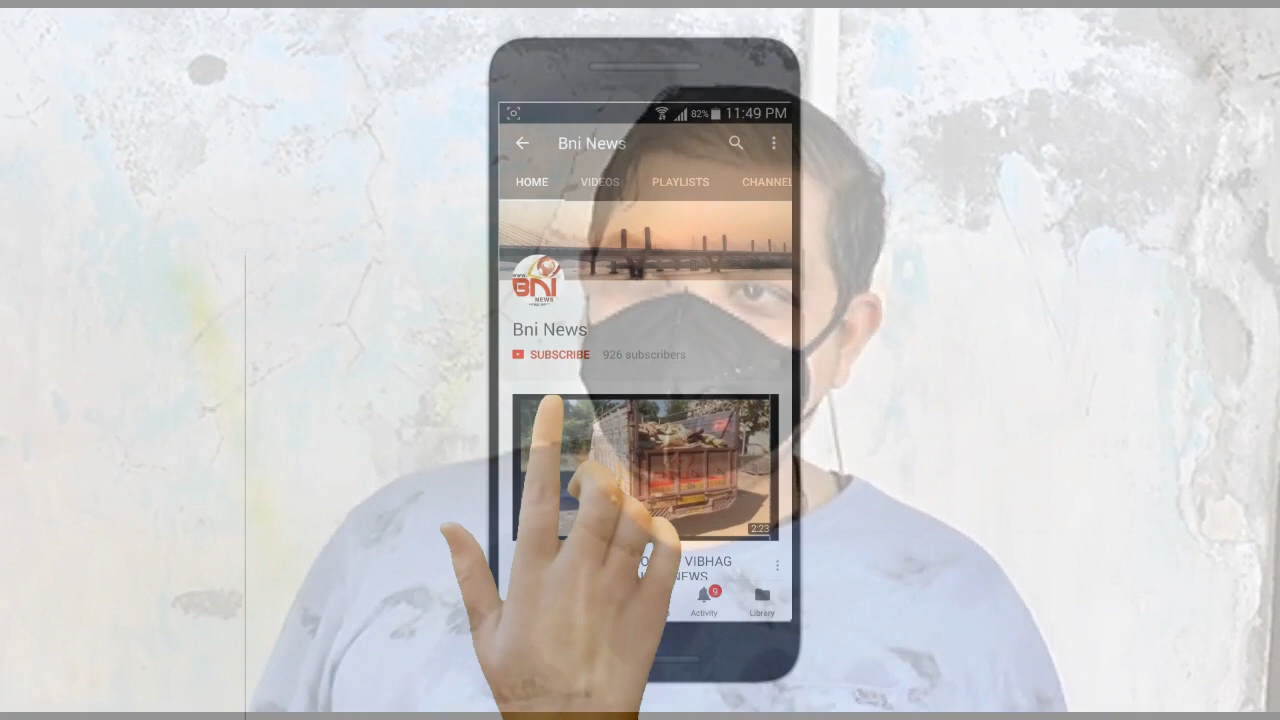 82% 11:49 PM
Bni News
HOME VIDEOS PLAYLISTS CHANNEL
BNI
NEWS
Bni News
SUBSCRIBE 926 subscribers
2:23
VIBHAG
NEWS
9
Activity Library